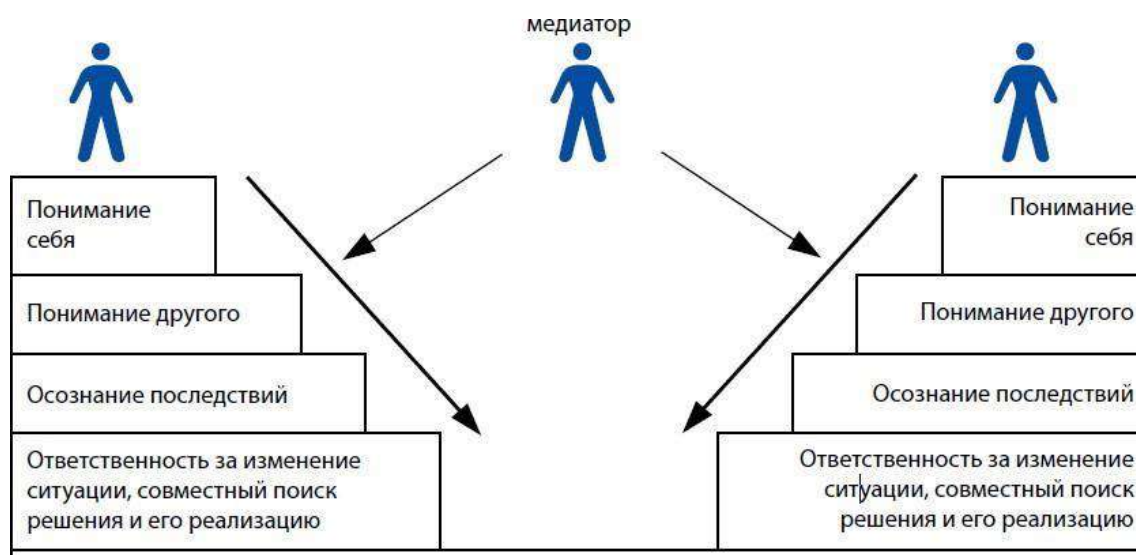 медиатор
Понимание
себя
Понимание другого
Осознание последствий
Ответственность за изменение
ситуации, совместный поиск
решения и его реализацию
Понимание
себя
Понимание другого
Осознание последствий
Ответственность за изменение
ситуации, совместный поиск
решения и его реализацию